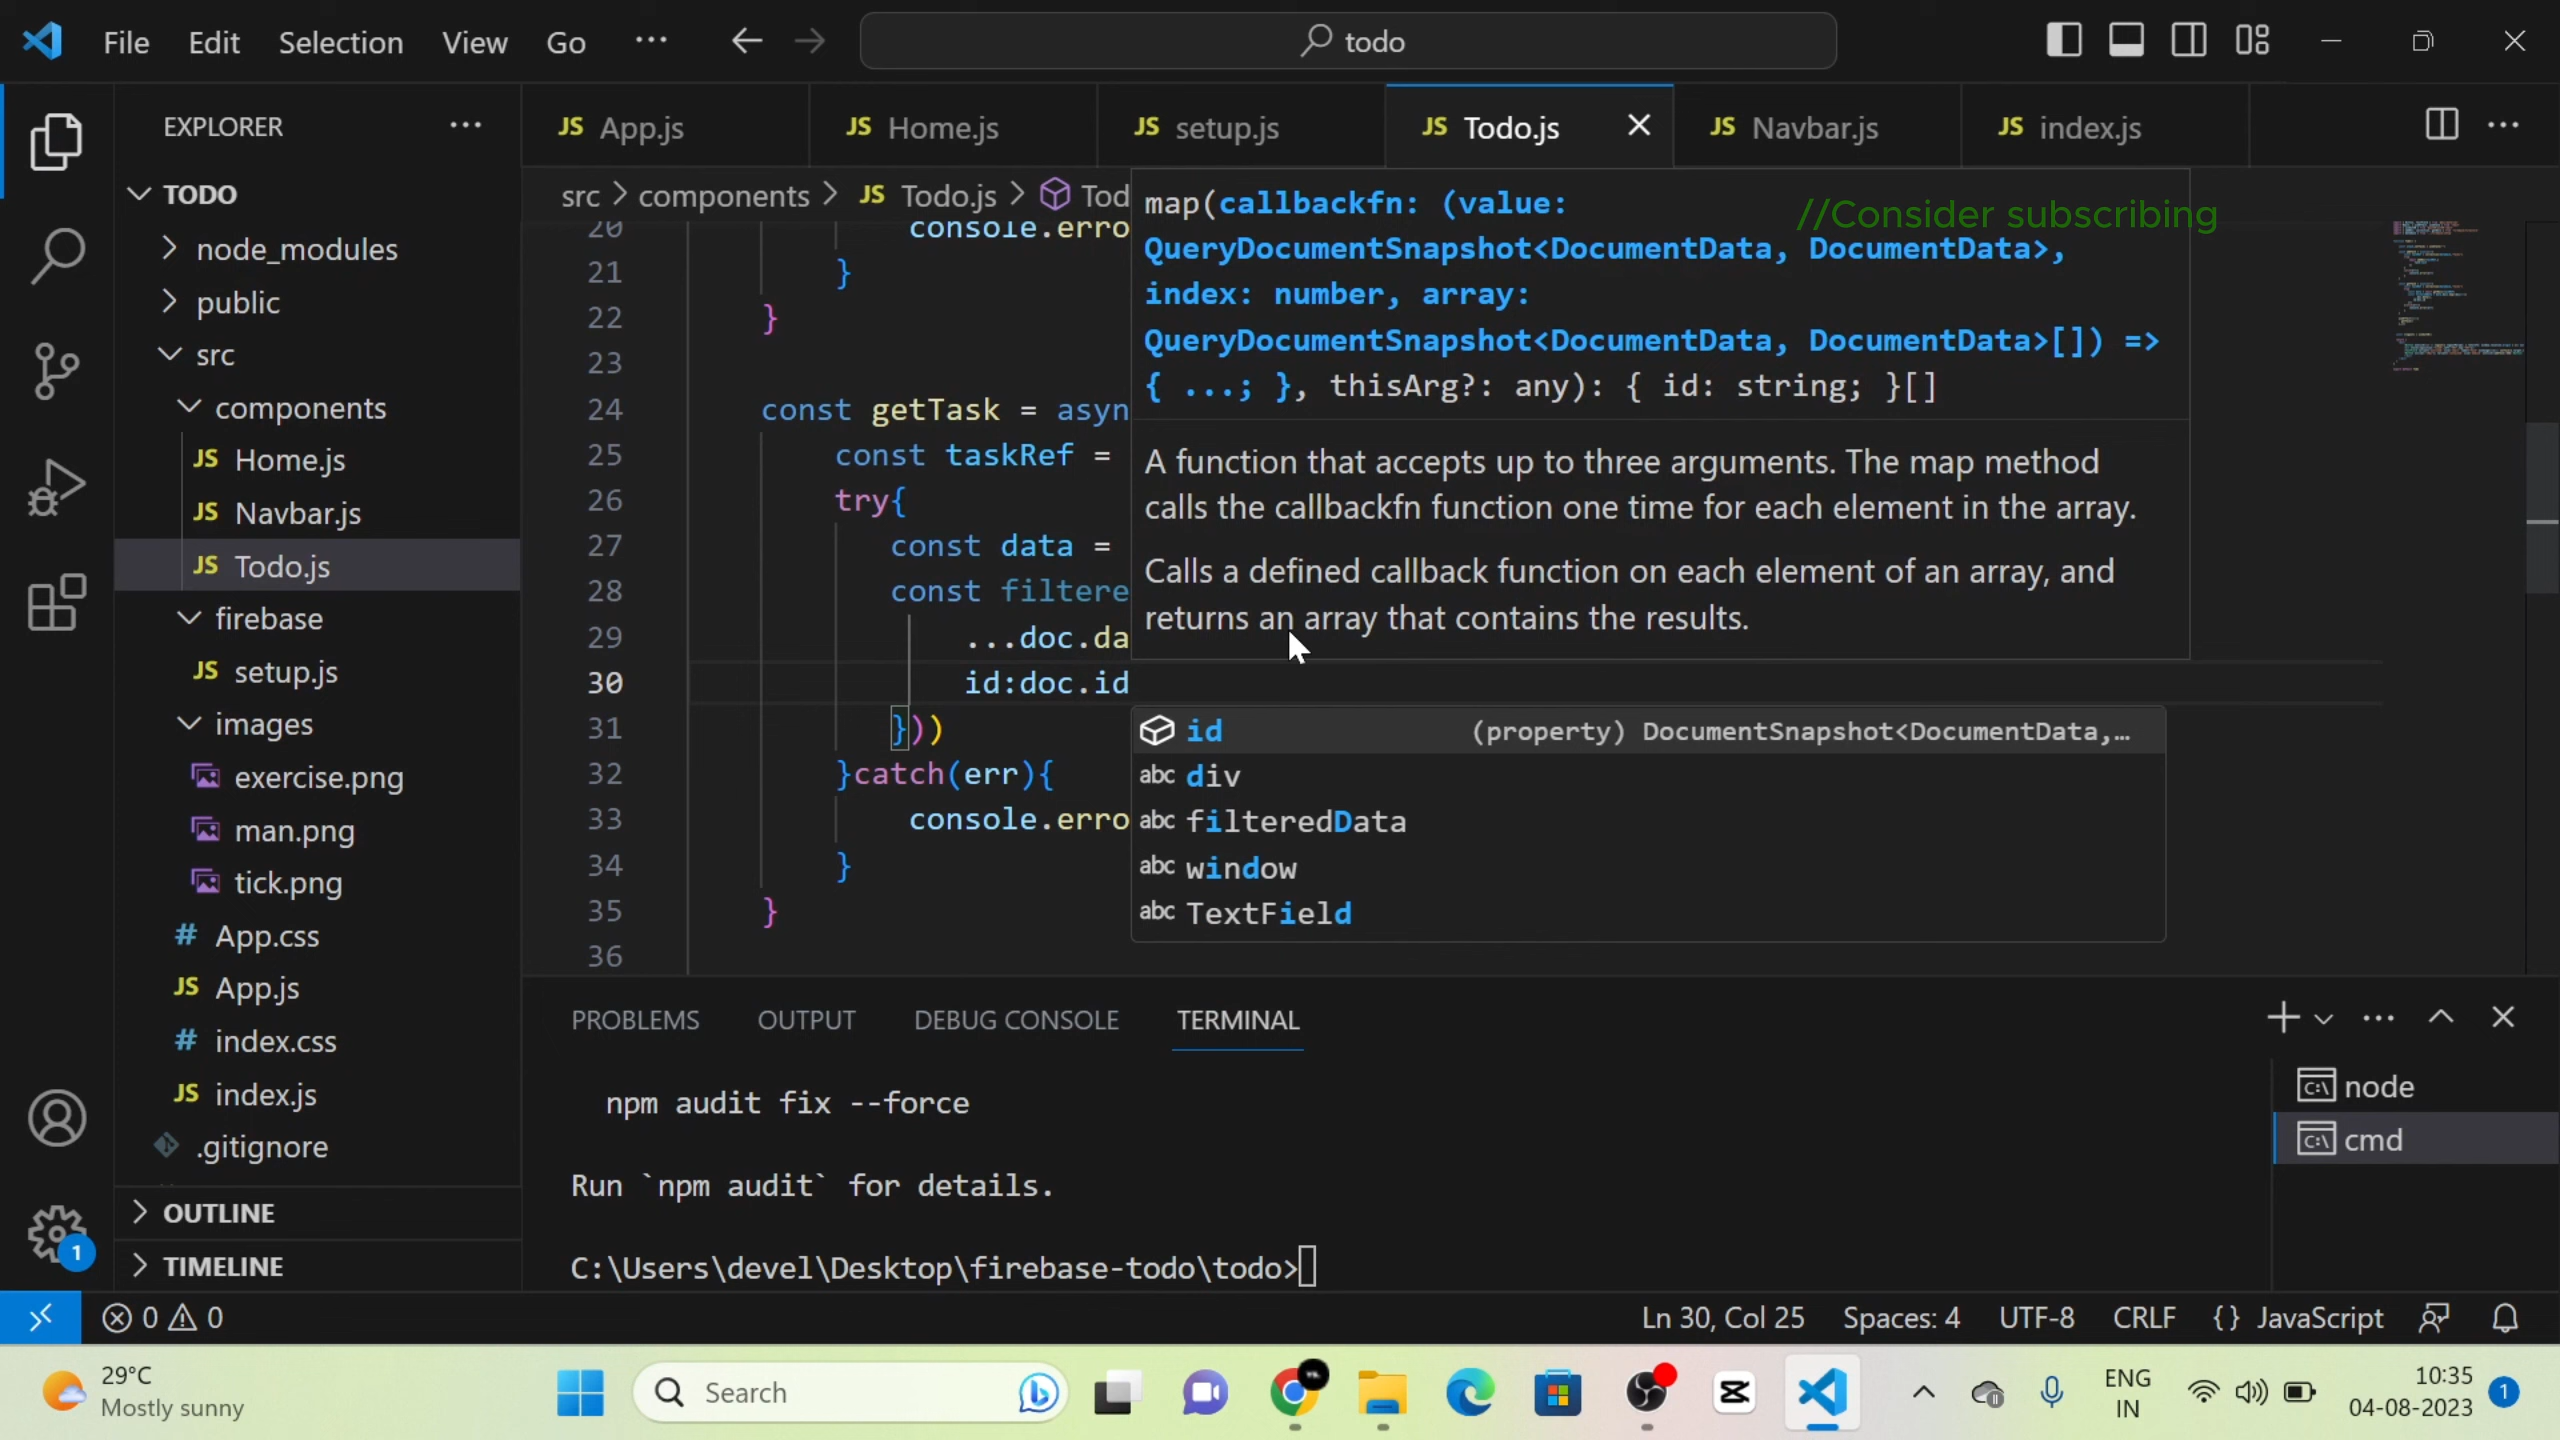 File Edit Selection View Go ··· todo
EXPLORER ···
JS App.js JS Home.js JS setup.js JS Todo.js JS Navbar.js JS index.js ···
TODO
node_modules
public
src
components
JS Home.js
JS Navbar.js
JS Todo.js
firebase
JS setup.js
images
exercise.png
man.png
tick.png
# App.css
JS App.js
# index.css
JS index.js
.gitignore
OUTLINE
TIMELINE
src > components > JS Todo.js > Tod
//Consider subscribing
20 console.erro
21 }
22 }
23
24 const getTask = asyn
25 const taskRef =
26 try{
27 const data =
28 const filtere
29 ...doc.da
30 id:doc.id
31 }))
32 }catch(err){
33 console.erro
34 }
35 }
36
map(callbackfn: (value:
QueryDocumentSnapshot<DocumentData, DocumentData>,
index: number, array:
QueryDocumentSnapshot<DocumentData, DocumentData>[]) =>
{ ...; }, thisArg?: any): { id: string; }[]
A function that accepts up to three arguments. The map method
calls the callbackfn function one time for each element in the array.
Calls a defined callback function on each element of an array, and
returns an array that contains the results.
id (property) DocumentSnapshot<DocumentData,…
abc div
abc filteredData
abc window
abc TextField
PROBLEMS OUTPUT DEBUG CONSOLE TERMINAL
npm audit fix --force
Run `npm audit` for details.
C:\Users\devel\Desktop\firebase-todo\todo>
node
cmd
1
0 0 Ln 30, Col 25 Spaces: 4 UTF-8 CRLF {} JavaScript
29°C
Mostly sunny
Search
ENG
IN
10:35
04-08-2023
1